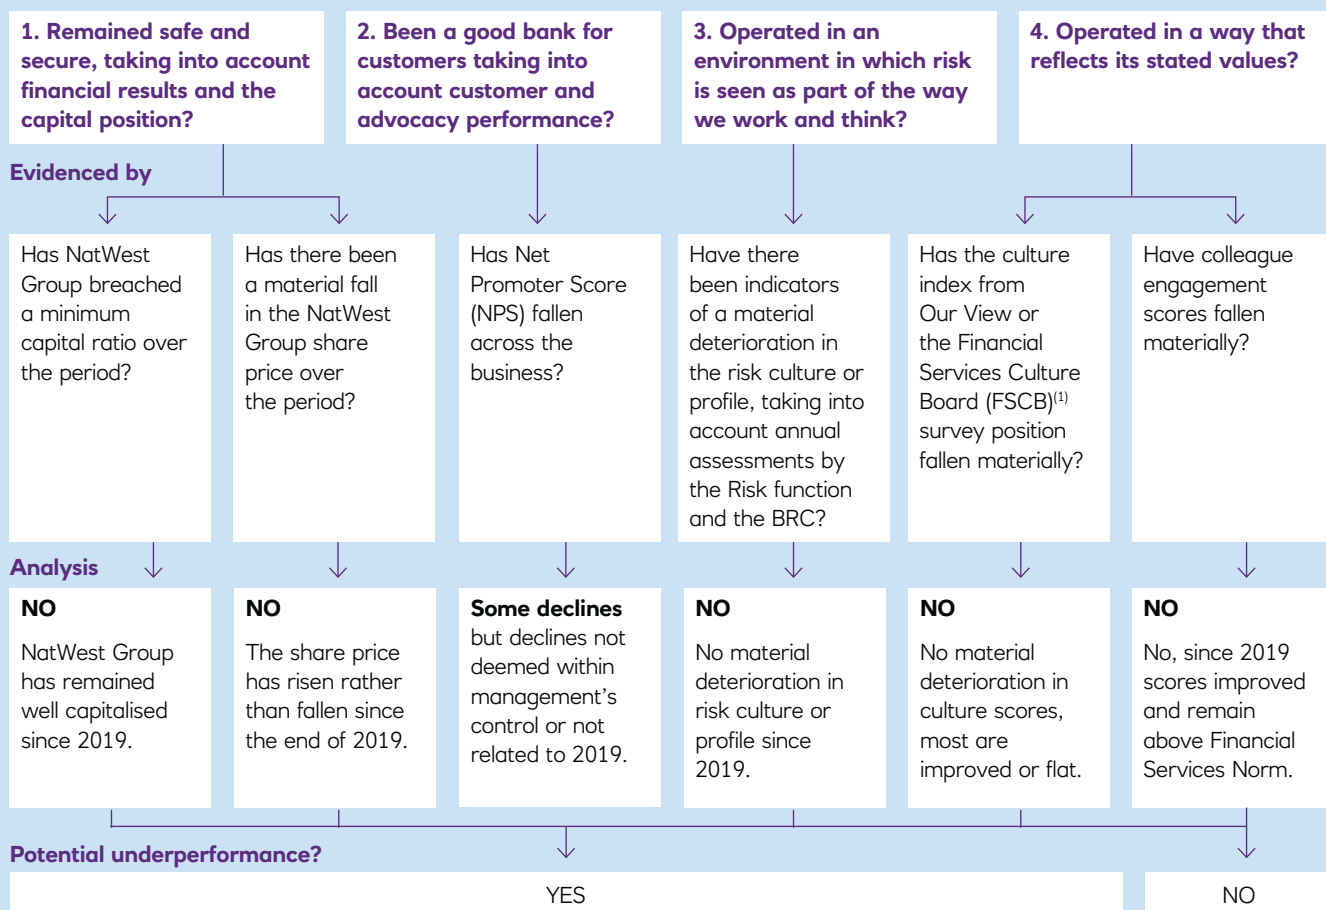 1. Remained safe and
secure, taking into account
financial results and the
capital position?
2. Been a good bank for
customers taking into
account customer and
advocacy performance?
3. Operated in an
environment in which risk
is seen as part of the way
we work and think?
4. Operated in a way that
reflects its stated values?
Evidenced by
Has NatWest
Group breached
a minimum
capital ratio over
the period?
Has there been
a material fall
in the NatWest
Group share
price over
the period?
Has Net
Promoter Score
(NPS) fallen
across the
business?
Have there
been indicators
of a material
deterioration in
the risk culture or
profile, taking into
account annual
assessments by
the Risk function
and the BRC?
Has the culture
index from
Our View or
the Financial
Services Culture
Board (FSCB)(1)
survey position
fallen materially?
Have colleague
engagement
scores fallen
materially?
Analysis
NO
NatWest Group
has remained
well capitalised
since 2019.
NO
The share price
has risen rather
than fallen since
the end of 2019.
Some declines
but declines not
deemed within
management's
control or not
related to 2019.
NO
No material
deterioration in
risk culture or
profile since
2019.
NO
No material
deterioration in
culture scores,
most are
improved or flat.
NO
No, since 2019
scores improved
and remain
above Financial
Services Norm.
Potential underperformance?
YES
NO